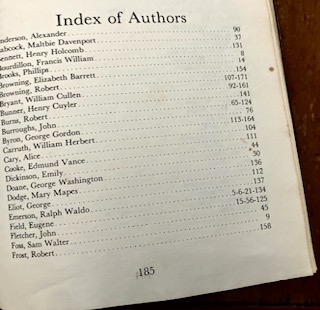 Index of Authors
nderson, Alexander 90
abcock, Maltbie Davenport 37
ennett, Henry Holcomb 131
ourdillon, Francis William 8
rooks, Phillips 14
Browning, Elizabeth Barrett 154
Browning, Robert 107-171
Bryant, William Cullen 92-161
Bunner, Henry Cuyler 141
Burns, Robert 65-124
Burroughs, John 76
Byron, George Gordon 113-164
Carruth, William Herbert 104
Cary, Alice 111
Cooke, Edmund Vance 44
Dickinson, Emily 30
Doane, George Washington 136
Dodge, Mary Mapes 112
Eliot, George 137
Emerson, Ralph Waldo 5-6-21-134
Field, Eugene 15-56-125
Fletcher, John 45
Foss, Sam Walter 9
Frost, Robert 158
185